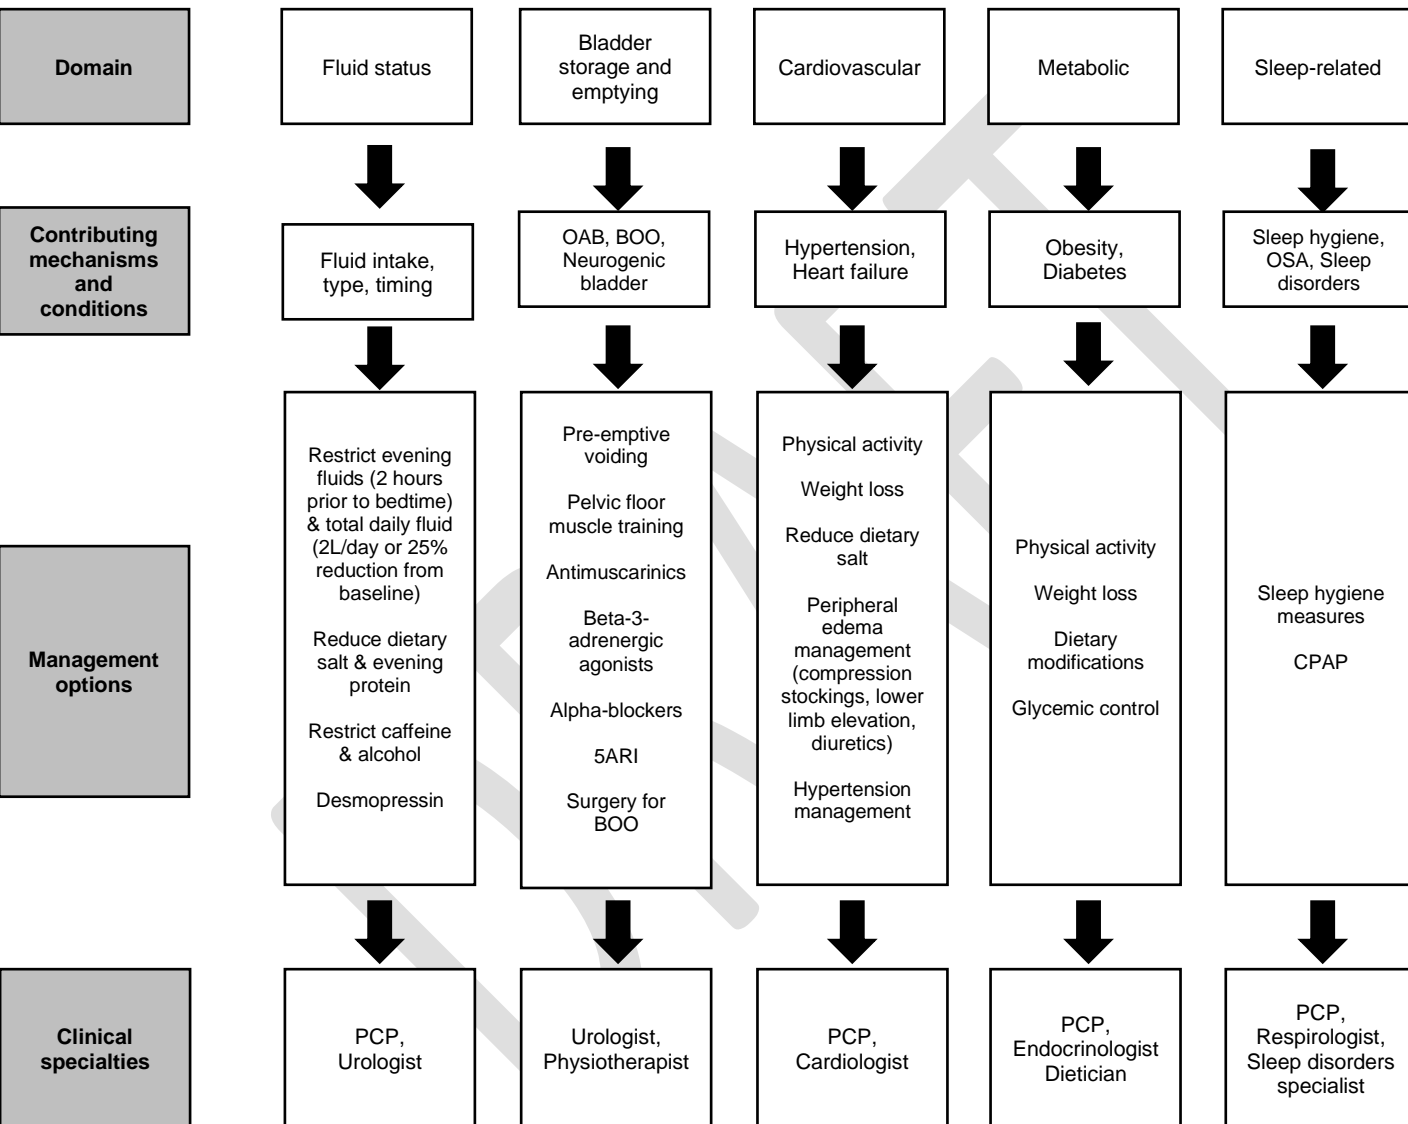 Domain
Fluid status
Bladder
storage and
emptying
Cardiovascular
Metabolic
Sleep-related
Contributing
mechanisms
and
conditions
Fluid intake,
type, timing
OAB, BOO,
Neurogenic
bladder
Hypertension,
Heart failure
Obesity,
Diabetes
Sleep hygiene,
OSA, Sleep
disorders
Management
options
Restrict evening
fluids (2 hours
prior to bedtime)
& total daily fluid
(2L/day or 25%
reduction from
baseline)
Reduce dietary
salt & evening
protein
Restrict caffeine
& alcohol
Desmopressin
Pre-emptive
voiding
Pelvic floor
muscle training
Antimuscarinics
Beta-3-
adrenergic
agonists
Alpha-blockers
5ARI
Surgery for
BOO
Physical activity
Weight loss
Reduce dietary
salt
Peripheral
edema
management
(compression
stockings, lower
limb elevation,
diuretics)
Hypertension
management
Physical activity
Weight loss
Dietary
modifications
Glycemic control
Sleep hygiene
measures
CPAP
Clinical
specialties
PCP,
Urologist
Urologist,
Physiotherapist
PCP,
Cardiologist
PCP,
Endocrinologist
Dietician
PCP,
Respirologist,
Sleep disorders
specialist
DRAFT